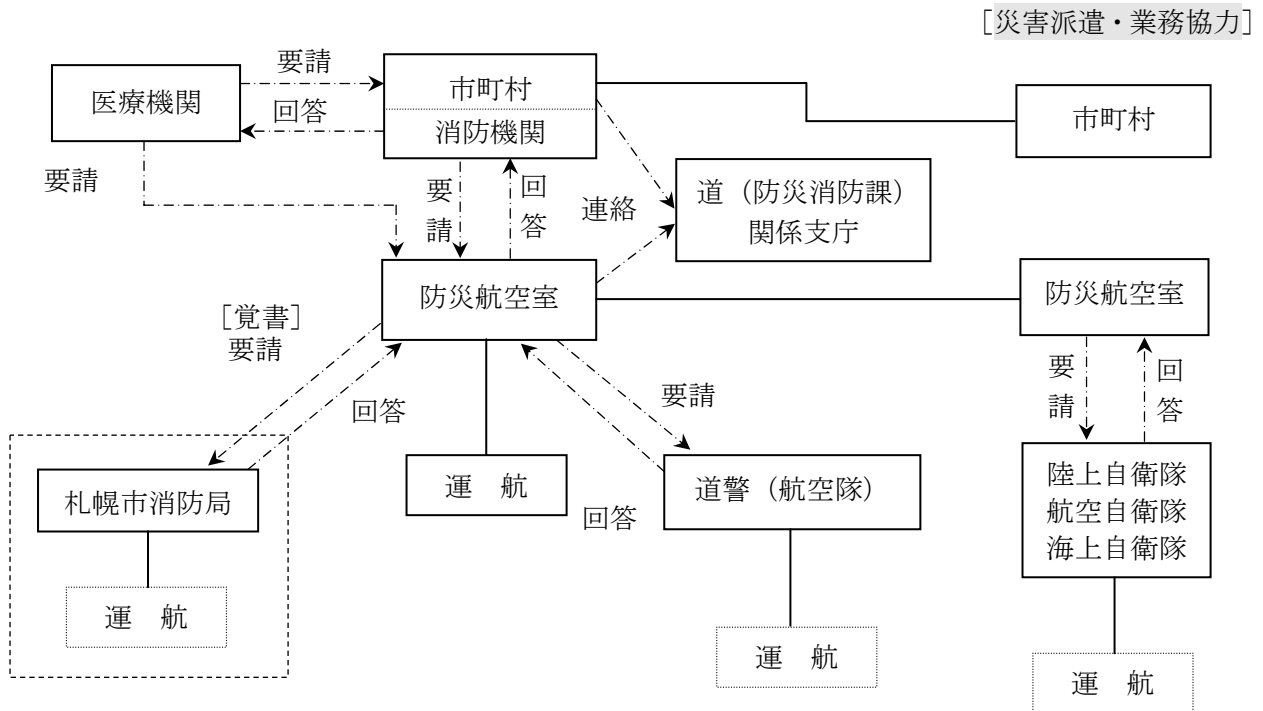 [災害派遣・業務協力]
要請
医療機関
回答
市町村
消防機関
市町村
要請
要請
回答
連絡
道（防災消防課）
関係支庁
防災航空室
防災航空室
[覚書]
要請
回答
要請
回答
要請
回答
札幌市消防局
運　航
運　航
道警（航空隊）
運　航
陸上自衛隊
航空自衛隊
海上自衛隊
運　航